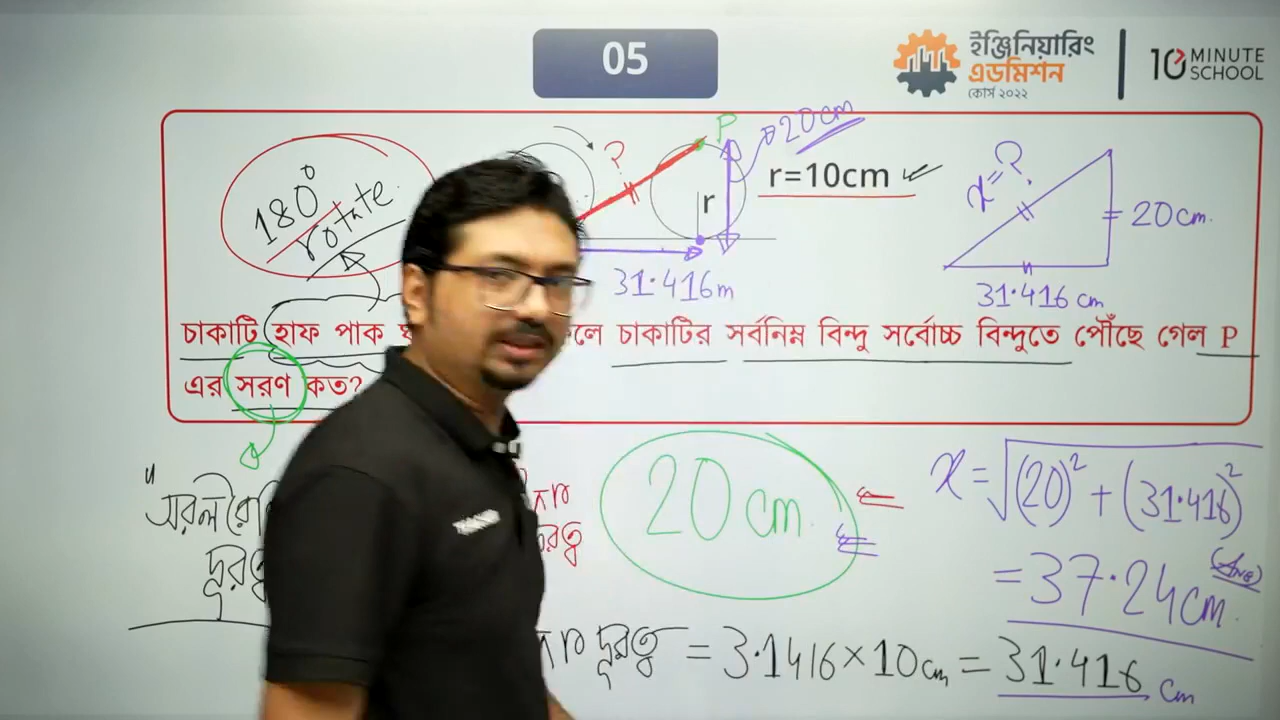 05
ইঞ্জিনিয়ারিং
এডমিশন
কোর্স ২০২২
10 MINUTE
SCHOOL
180°
rotate
?
P
20cm
r=10cm
r
31.416m
x=?
20cm.
31.416 cm
চাকাটি হাফ পাক চাকাটির সর্বনিম্ন বিন্দু সর্বোচ্চ বিন্দুতে পৌঁছে গেল P
এর সরণ কত?
20 cm.
x = √(20)² + (31.416)²
= 37.24cm. (Ans)
πr দূরত্ব = 3.1416×10cm = 31.416 cm